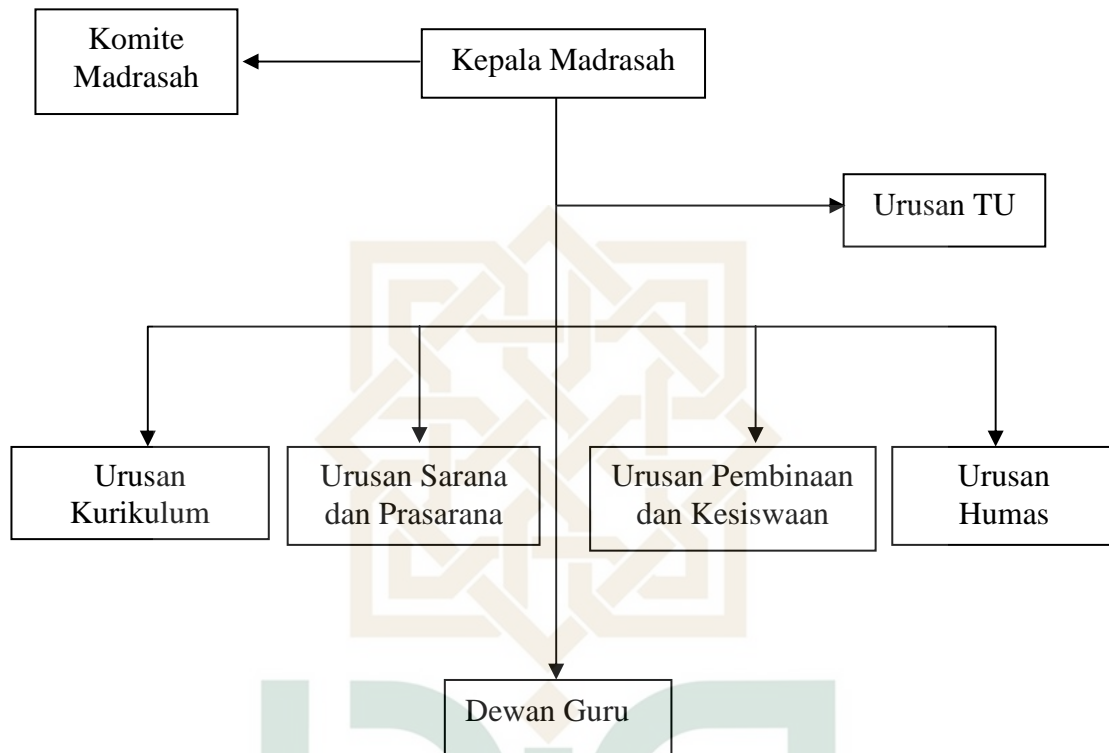 Komite
Madrasah
Kepala Madrasah
Urusan TU
Urusan
Kurikulum
Urusan Sarana
dan Prasarana
Urusan Pembinaan
dan Kesiswaan
Urusan
Humas
Dewan Guru